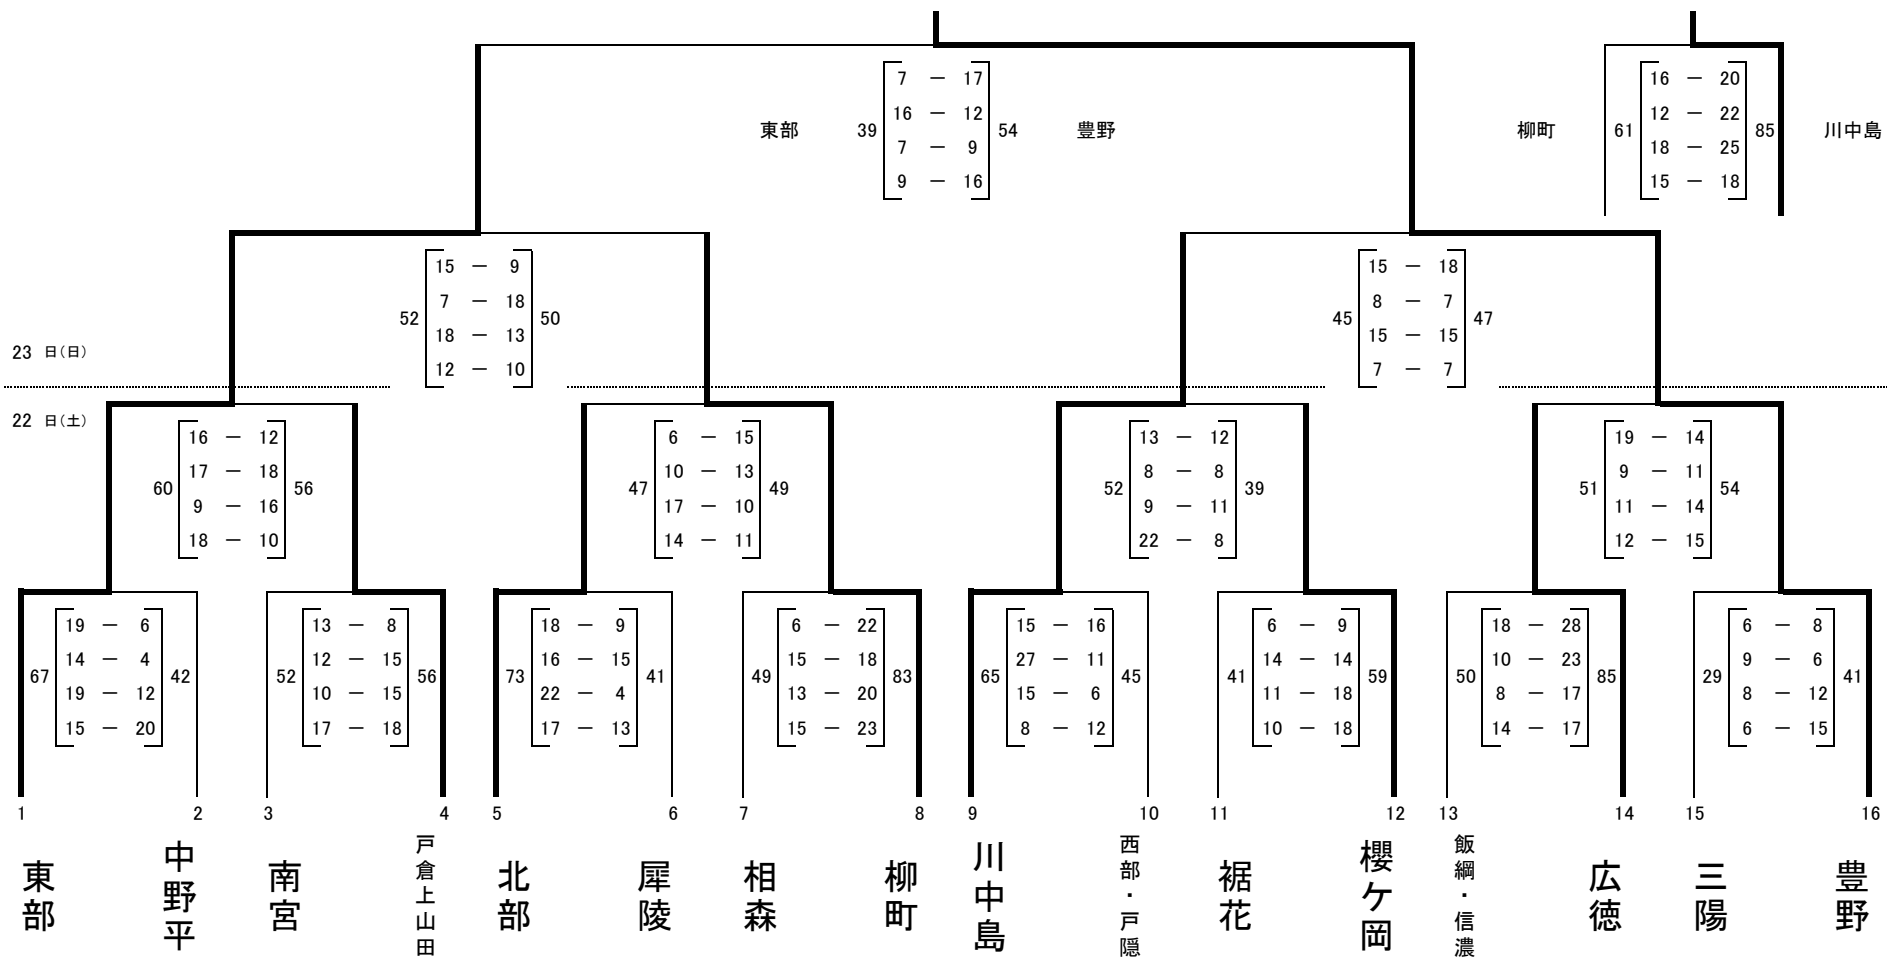 7 － 17
16 － 12
東部 39 54 豊野
7 － 9
9 － 16
16 － 20
12 － 22
柳町 61 85 川中島
18 － 25
15 － 18
15 － 9
7 － 18
52 50
18 － 13
12 － 10
15 － 18
8 － 7
45 47
15 － 15
7 － 7
23 日(日)
22 日(土)
16 － 12
17 － 18
60 56
9 － 16
18 － 10
6 － 15
10 － 13
47 49
17 － 10
14 － 11
13 － 12
8 － 8
52 39
9 － 11
22 － 8
19 － 14
9 － 11
51 54
11 － 14
12 － 15
19 － 6
14 － 4
67 42
19 － 12
15 － 20
13 － 8
12 － 15
52 56
10 － 15
17 － 18
18 － 9
16 － 15
73 41
22 － 4
17 － 13
6 － 22
15 － 18
49 83
13 － 20
15 － 23
15 － 16
27 － 11
65 45
15 － 6
8 － 12
6 － 9
14 － 14
41 59
11 － 18
10 － 18
18 － 28
10 － 23
50 85
8 － 17
14 － 17
6 － 8
9 － 6
29 41
8 － 12
6 － 15
1 2 3 4 5 6 7 8 9 10 11 12 13 14 15 16
東部
中野平
南宮
戸倉上山田
北部
犀陵
相森
柳町
川中島
西部・戸隠
裾花
櫻ケ岡
飯綱・信濃
広徳
三陽
豊野